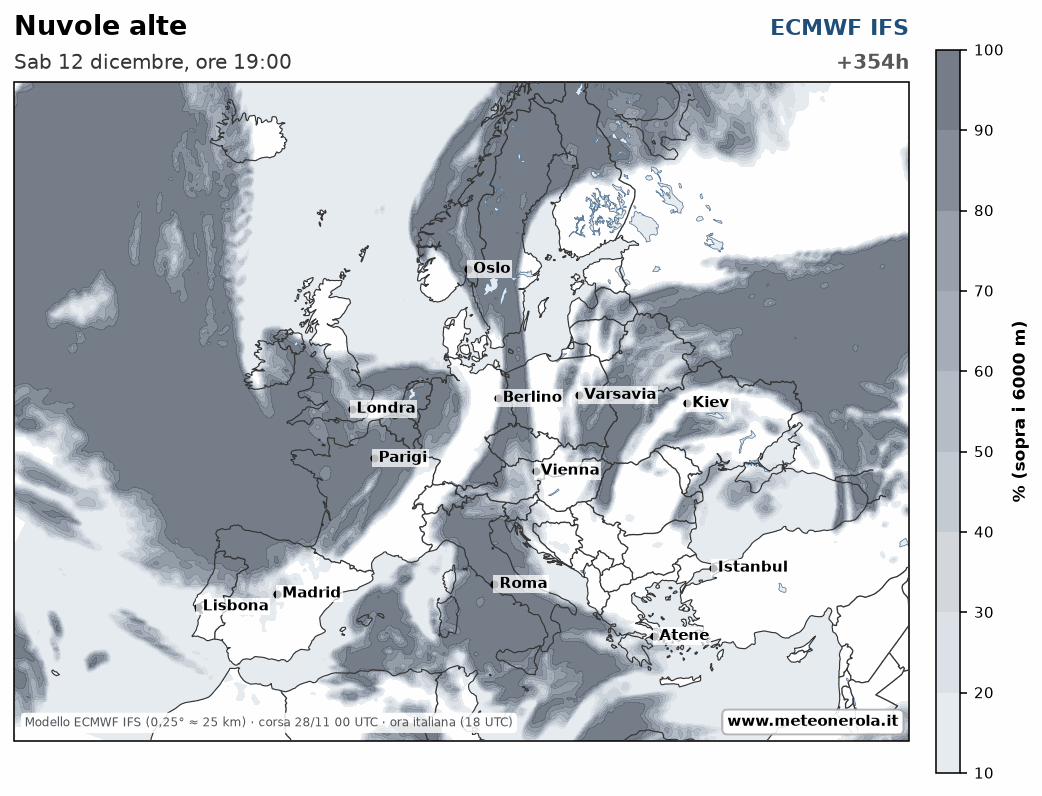 Nuvole alte
ECMWF IFS
Sab 12 dicembre, ore 19:00
+354h
100
90
80
70
60
50
40
30
20
10
% (sopra i 6000 m)
Oslo
Berlino
Varsavia
Kiev
Londra
Parigi
Vienna
Istanbul
Roma
Madrid
Lisbona
Atene
Modello ECMWF IFS (0,25° ≈ 25 km) · corsa 28/11 00 UTC · ora italiana (18 UTC)
www.meteonerola.it